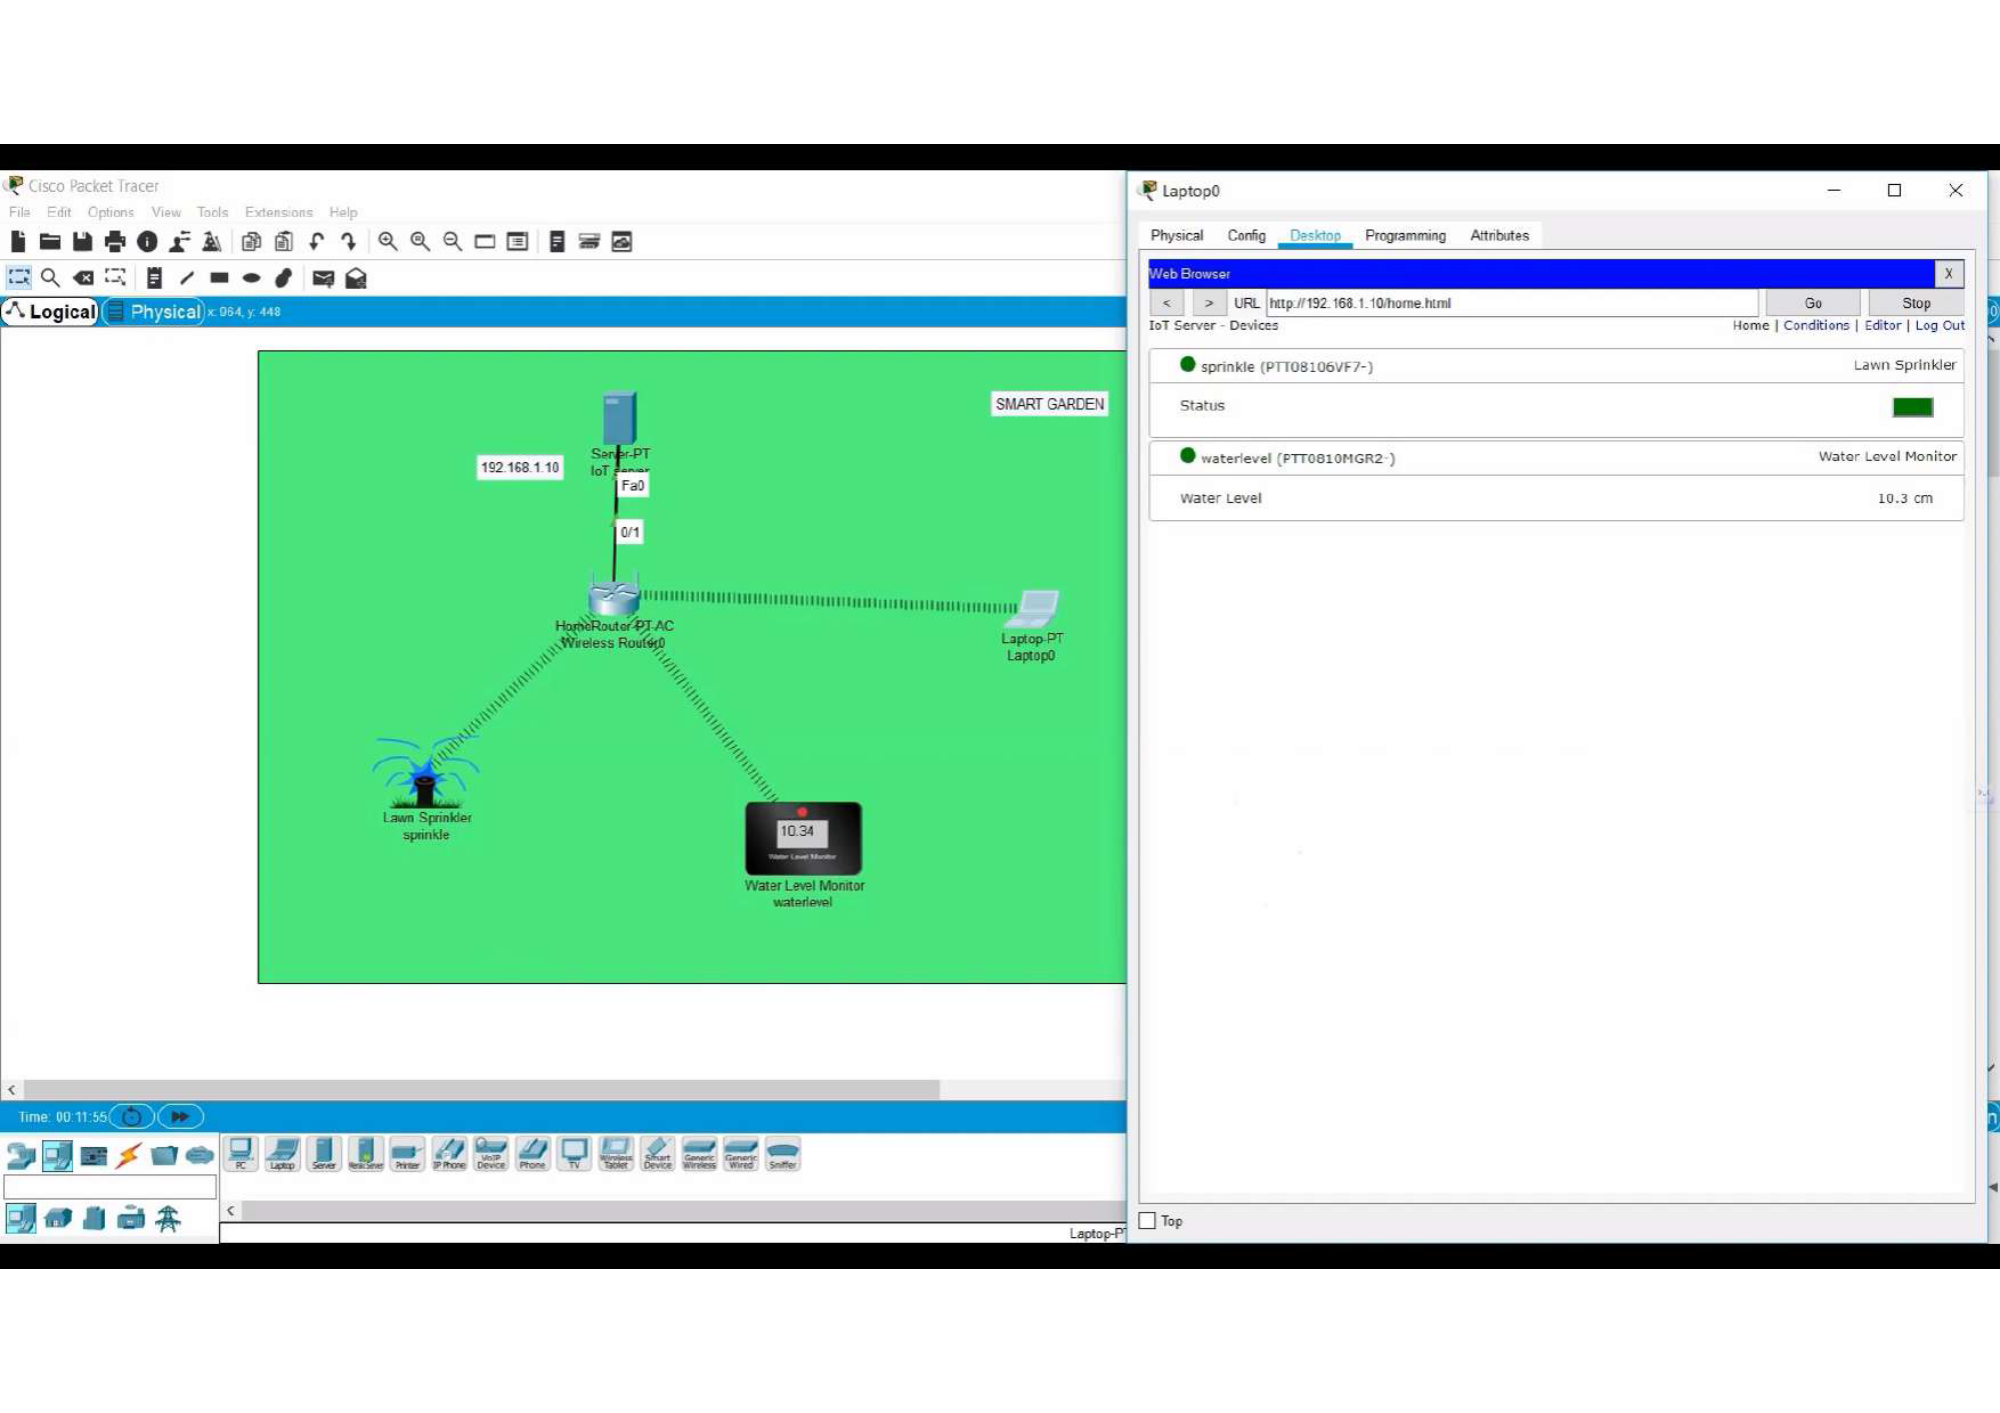 Cisco Packet Tracer
File Edit Options View Tools Extensions Help
Logical Physical x: 964, y: 448
SMART GARDEN
192.168.1.10
Server-PT
IoT server
Fa0
0/1
HomeRouter-PT-AC
Wireless Router0
Laptop-PT
Laptop0
Lawn Sprinkler
sprinkle
10.34
Water Level Monitor
Water Level Monitor
waterlevel
Time: 00:11:55
PC Laptop Server Printer IP Phone VoIP Device Phone TV Wireless Tablet Smart Device Generic Wireless Generic Wired Sniffer
Laptop-P
Laptop0
Physical Config Desktop Programming Attributes
Web Browser X
< > URL http://192.168.1.10/home.html Go Stop
IoT Server - Devices Home | Conditions | Editor | Log Out
sprinkle (PTT08106VF7-) Lawn Sprinkler
Status
waterlevel (PTT0810MGR2-) Water Level Monitor
Water Level 10.3 cm
Top